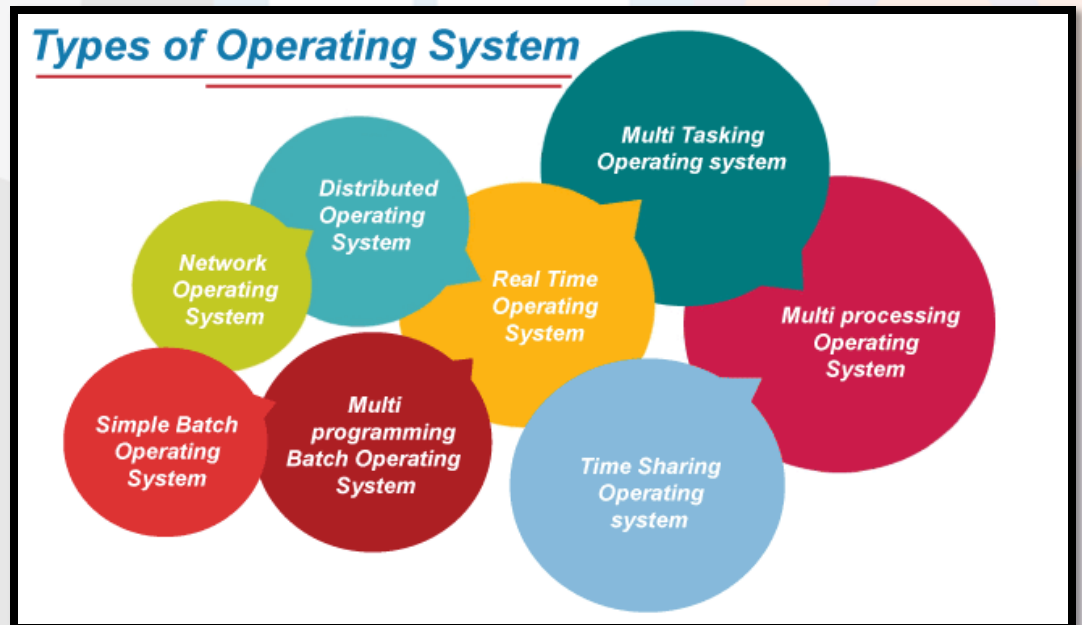 Types of Operating System
Multi Tasking
Operating system
Distributed
Operating
System
Network
Operating
System
Real Time
Operating
System
Multi processing
Operating
System
Simple Batch
Operating
System
Multi
programming
Batch Operating
System
Time Sharing
Operating
system